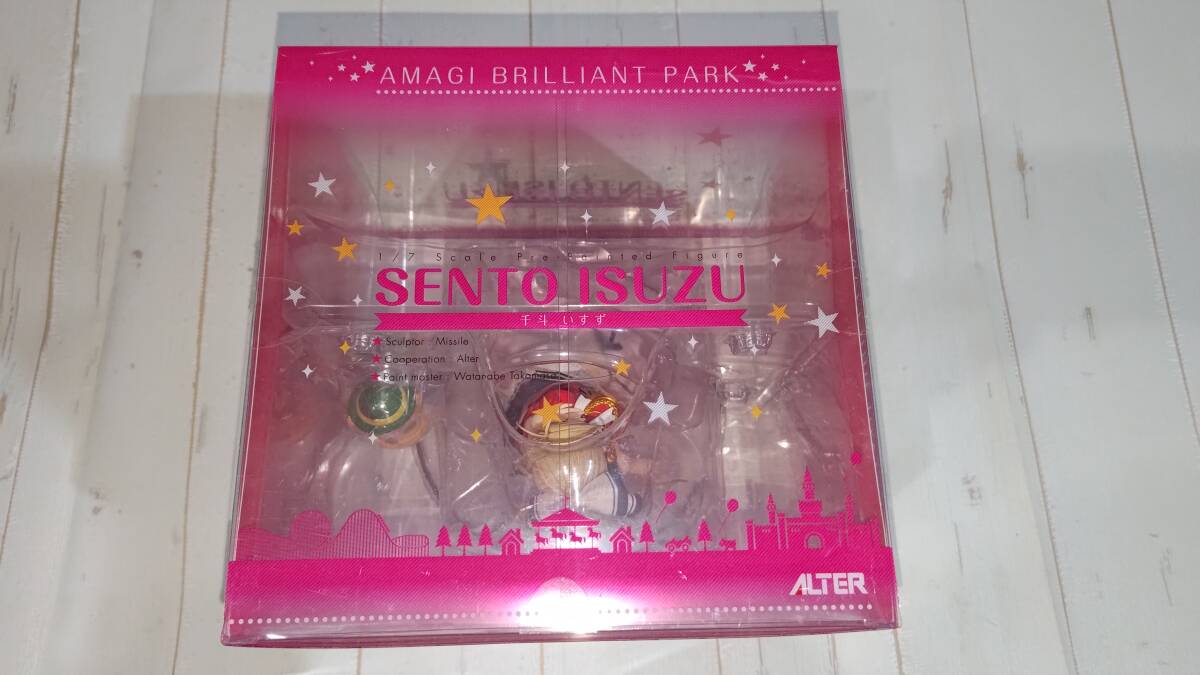 AMAGI BRILLIANT PARK
1/7 Scale Pre-Painted Figure
SENTO ISUZU
千斗 いすず
Sculptor : Missile
Cooperation : Alter
Paint master : Watanabe Takamasa
ALTER